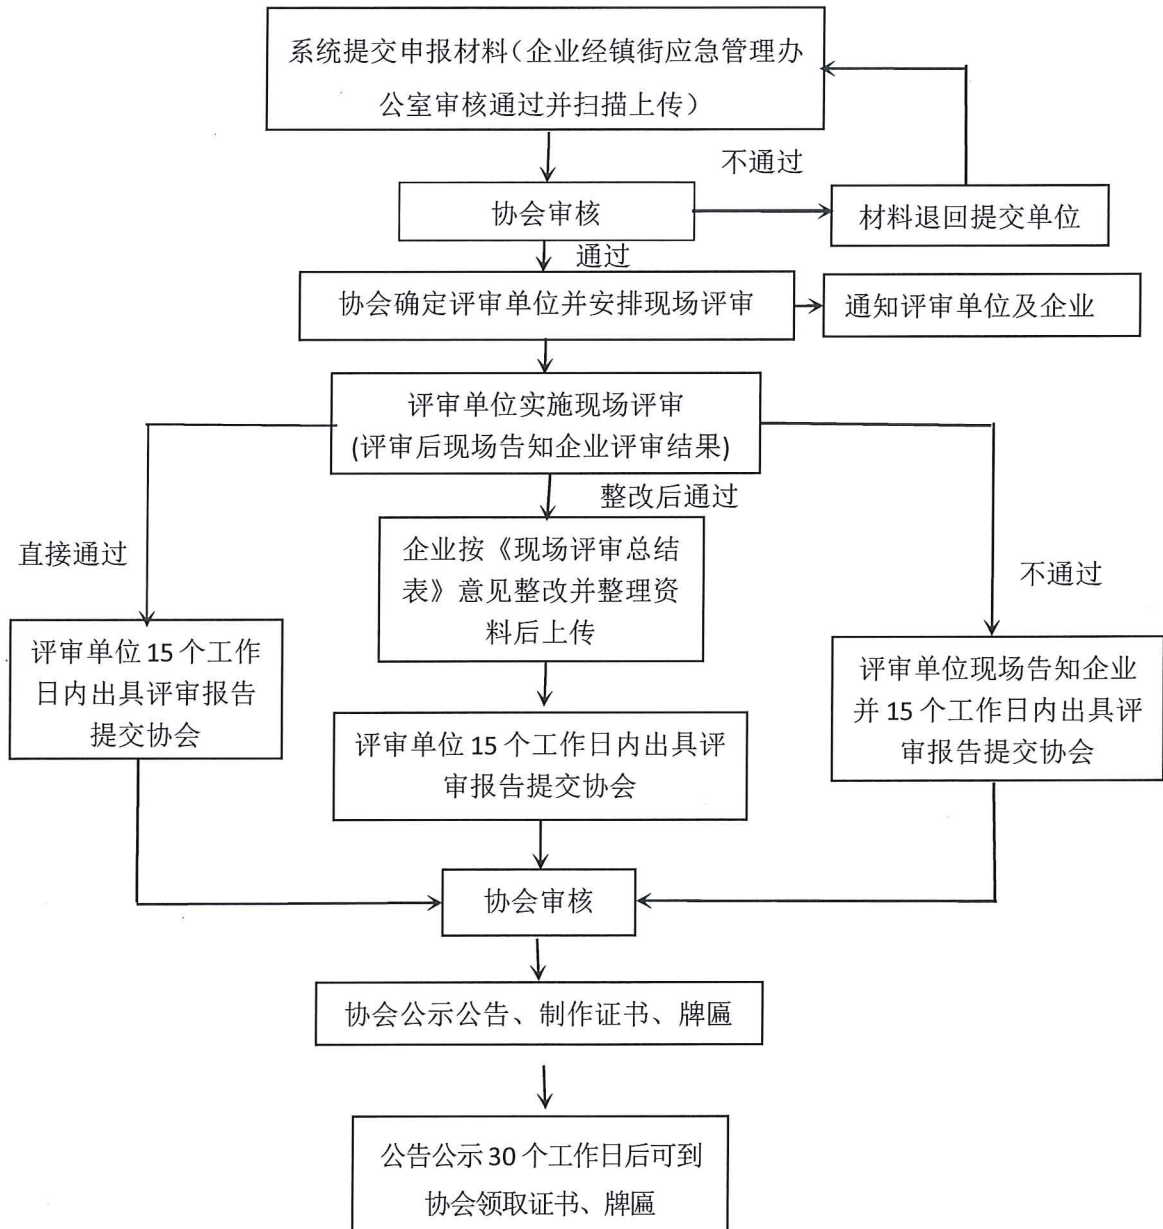 系统提交申报材料（企业经镇街应急管理办
公室审核通过并扫描上传）
不通过
协会审核
材料退回提交单位
通过
协会确定评审单位并安排现场评审
通知评审单位及企业
评审单位实施现场评审
(评审后现场告知企业评审结果)
整改后通过
直接通过
企业按《现场评审总结
表》意见整改并整理资
料后上传
不通过
评审单位 15 个工作
日内出具评审报告
提交协会
评审单位 15 个工作日内出具评
审报告提交协会
评审单位现场告知企业
并 15 个工作日内出具评
审报告提交协会
协会审核
协会公示公告、制作证书、牌匾
公告公示 30 个工作日后可到
协会领取证书、牌匾